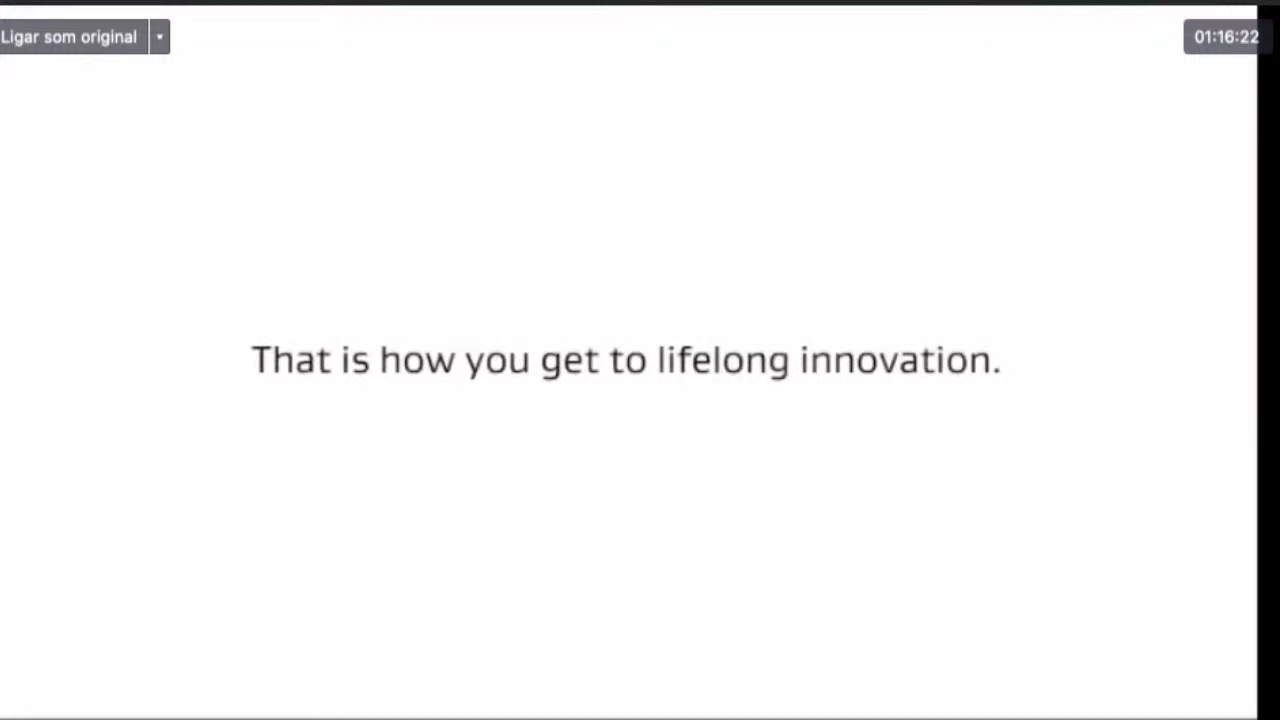 Ligar som original
01:16:22
That is how you get to lifelong innovation.